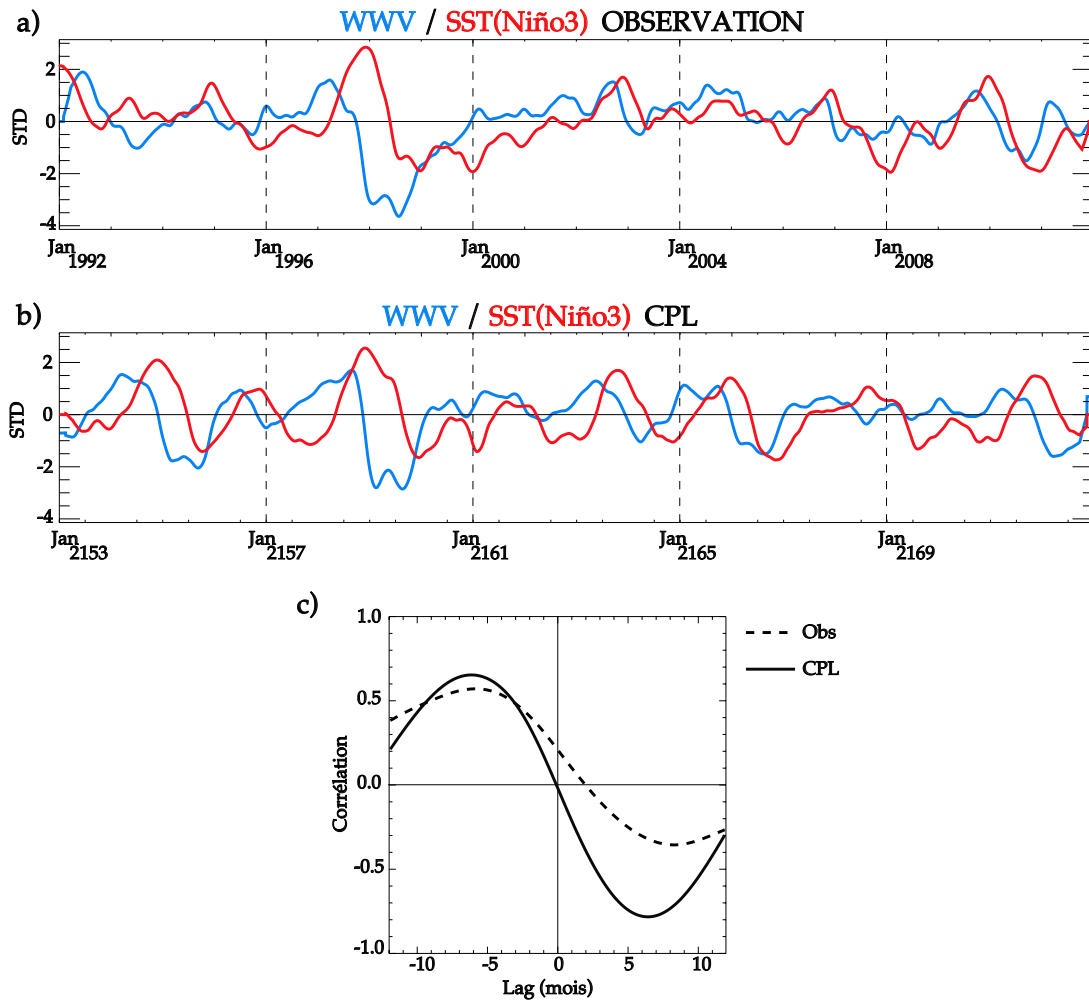 a) WWV / SST(Niño3) OBSERVATION
2
0
-2
-4
STD
Jan 1992 Jan 1996 Jan 2000 Jan 2004 Jan 2008
b) WWV / SST(Niño3) CPL
2
0
-2
-4
STD
Jan 2153 Jan 2157 Jan 2161 Jan 2165 Jan 2169
c)
1.0
0.5
0.0
-0.5
-1.0
Corrélation
-10 -5 0 5 10
Lag (mois)
Obs
CPL